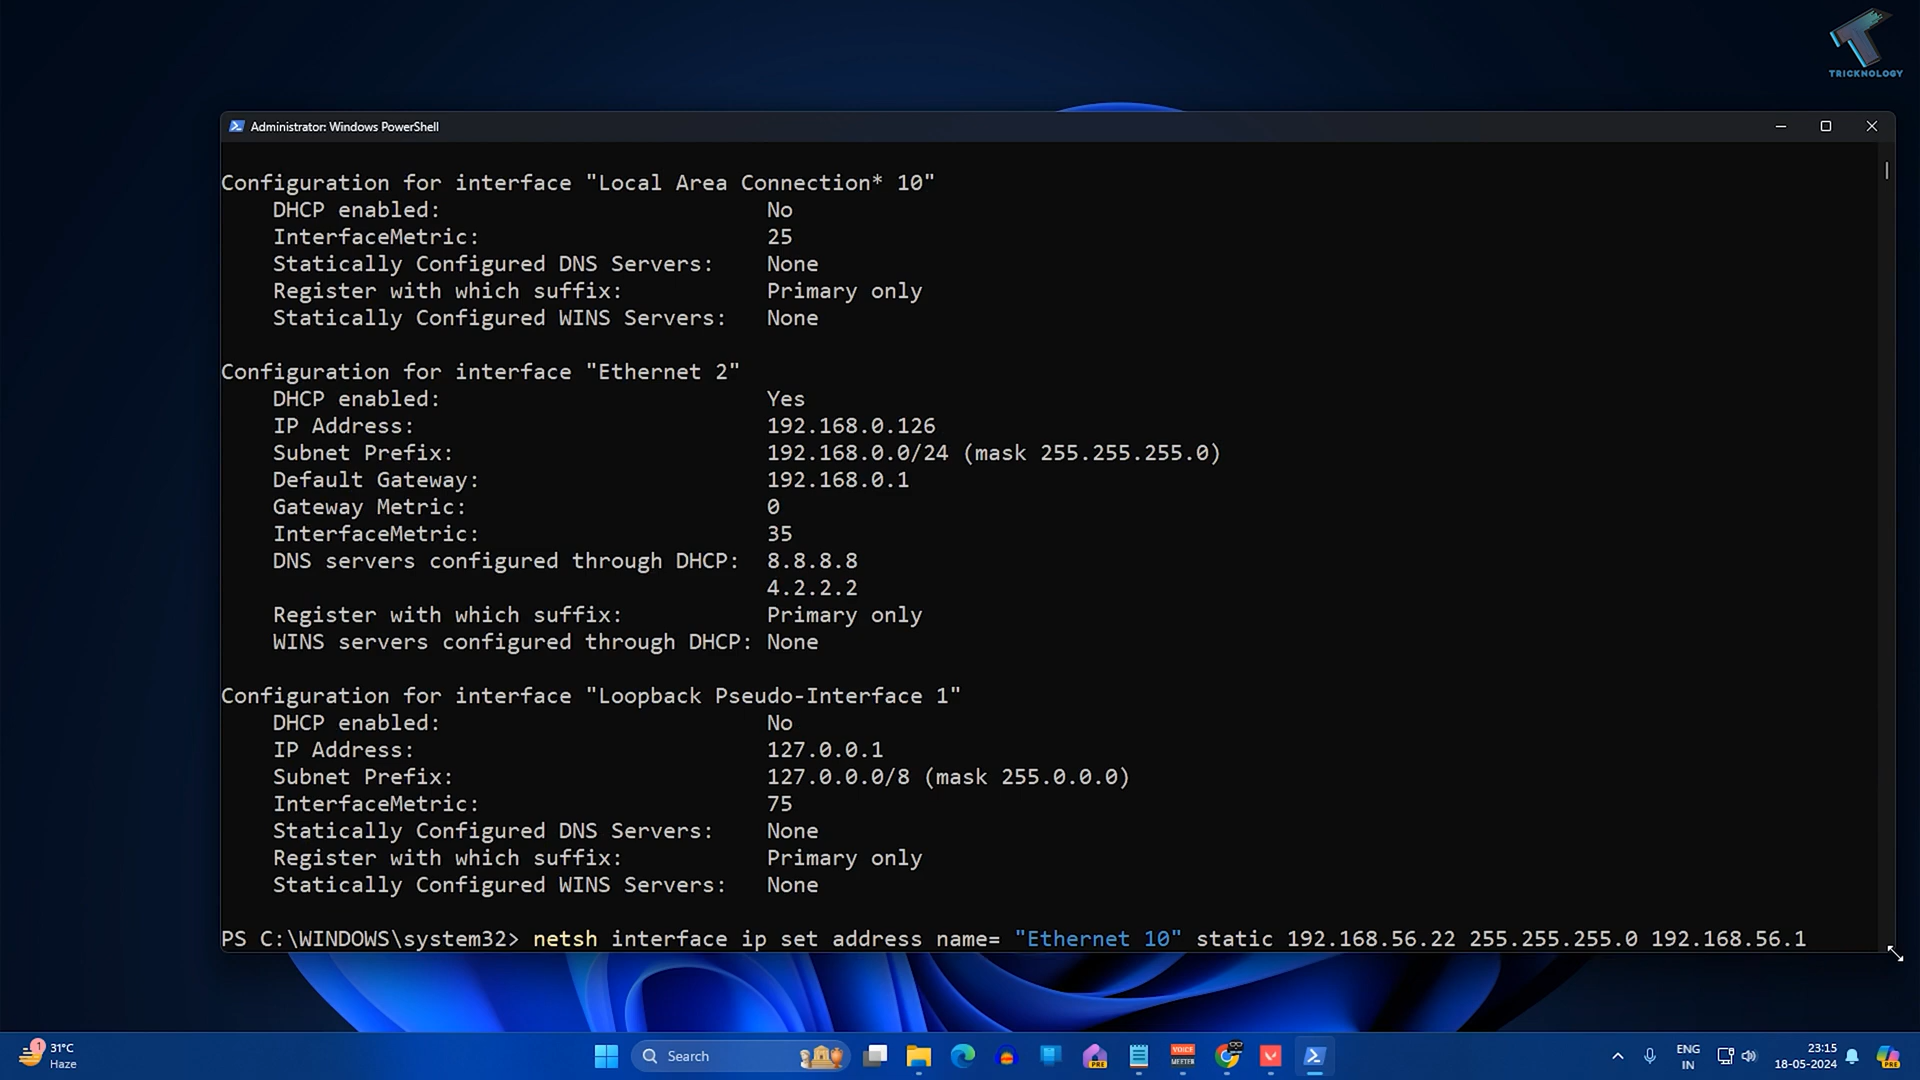 TRICKNOLOGY
Administrator: Windows PowerShell
Configuration for interface "Local Area Connection* 10"
DHCP enabled: No
InterfaceMetric: 25
Statically Configured DNS Servers: None
Register with which suffix: Primary only
Statically Configured WINS Servers: None
Configuration for interface "Ethernet 2"
DHCP enabled: Yes
IP Address: 192.168.0.126
Subnet Prefix: 192.168.0.0/24 (mask 255.255.255.0)
Default Gateway: 192.168.0.1
Gateway Metric: 0
InterfaceMetric: 35
DNS servers configured through DHCP: 8.8.8.8
4.2.2.2
Register with which suffix: Primary only
WINS servers configured through DHCP: None
Configuration for interface "Loopback Pseudo-Interface 1"
DHCP enabled: No
IP Address: 127.0.0.1
Subnet Prefix: 127.0.0.0/8 (mask 255.0.0.0)
InterfaceMetric: 75
Statically Configured DNS Servers: None
Register with which suffix: Primary only
Statically Configured WINS Servers: None
PS C:\WINDOWS\system32> netsh interface ip set address name= "Ethernet 10" static 192.168.56.22 255.255.255.0 192.168.56.1
1
31°C
Haze
Search
PRE
VOICE
MEETER
ENG
IN
23:15
18-05-2024
PRE